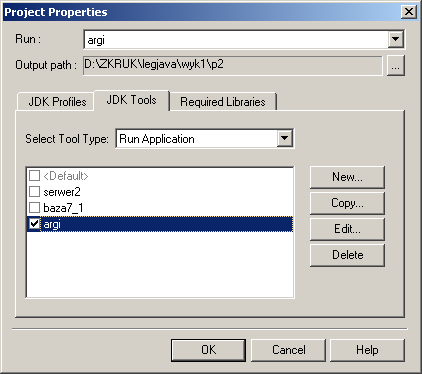 Project Properties
Run :
argi
Output path :
D:\ZKRUK\legjava\wyk1\p2
...
JDK Profiles
JDK Tools
Required Libraries
Select Tool Type:
Run Application
<Default>
serwer2
baza7_1
argi
New...
Copy...
Edit...
Delete
OK
Cancel
Help